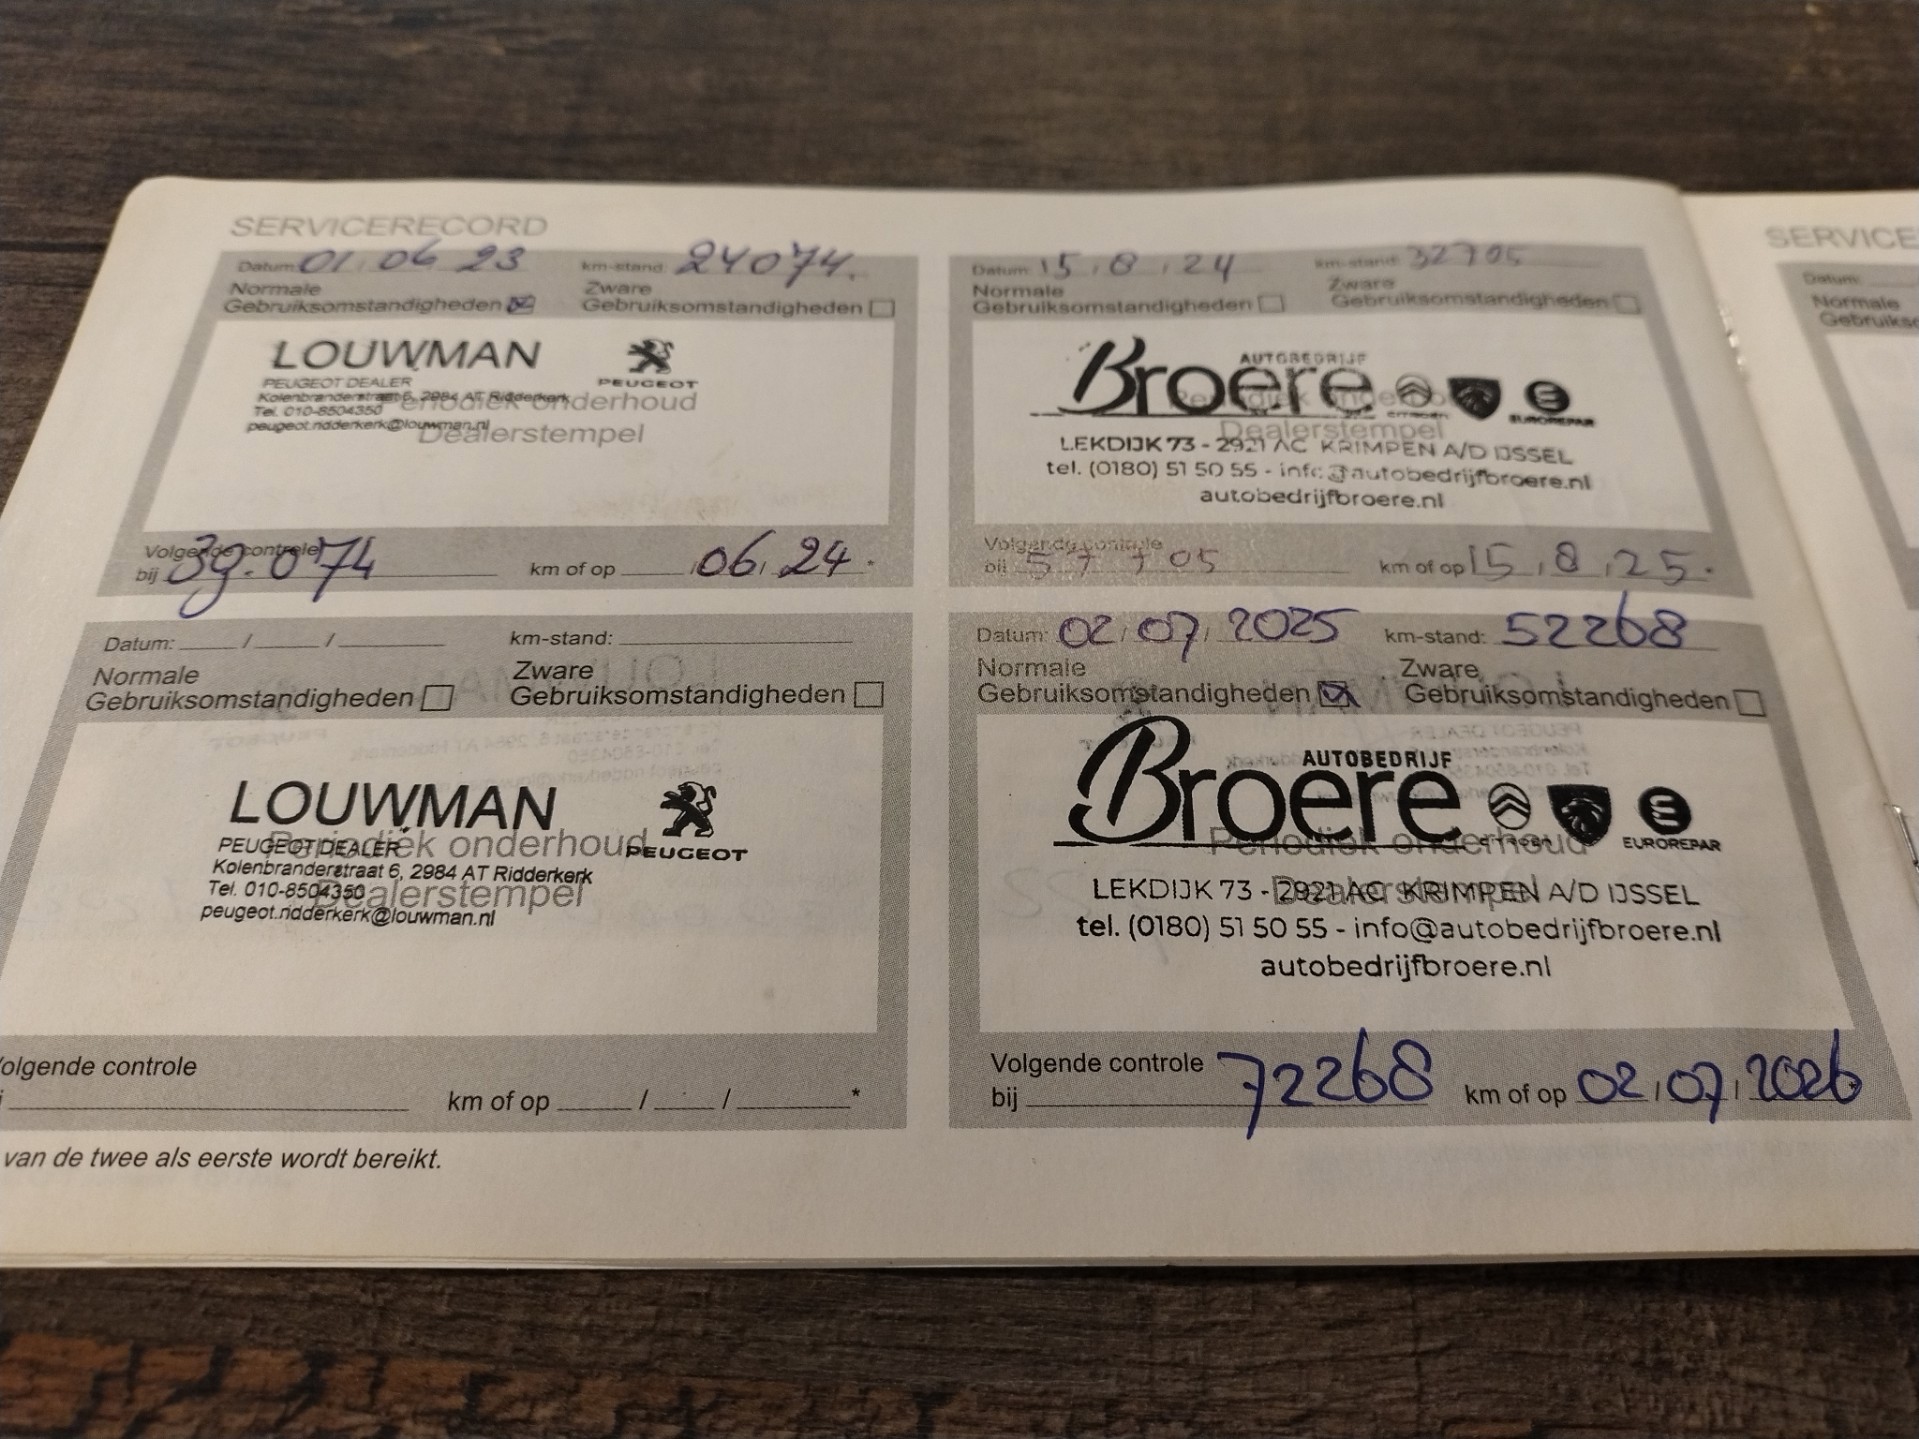 SERVICERECORD
Datum: 01 / 06 23 km-stand: 24074.
Normale Zware
Gebruiksomstandigheden Gebruiksomstandigheden
LOUWMAN
PEUGEOT
PEUGEOT DEALER
Kolenbranderstraat 6, 2984 AT Ridderkerk
Periodiek onderhoud
Tel. 010-8504350
peugeot.ridderkerk@louwman.nl
Dealerstempel
Volgende controle
bij 39.074 km of op / 06 / 24 .
Datum: 15 / 8 / 24 km-stand:
Normale Zware
Gebruiksomstandigheden Gebruiksomstandigheden
AUTOBEDRIJF
Broere
CITROËN EUROREPAR
Periodiek onderhoud
Dealerstempel
LEKDIJK 73 - 2921 AC KRIMPEN A/D IJSSEL
tel. (0180) 51 50 55 - info@autobedrijfbroere.nl
autobedrijfbroere.nl
Volgende controle
bij 57705 km of op 15 / 8 / 25 .
Datum: / / km-stand:
Normale Zware
Gebruiksomstandigheden Gebruiksomstandigheden
LOUWMAN
PEUGEOT
PEUGEOT DEALER
Periodiek onderhoud
Kolenbranderstraat 6, 2984 AT Ridderkerk
Tel. 010-8504350
Dealerstempel
peugeot.ridderkerk@louwman.nl
olgende controle
km of op / / *
Datum: 02 / 07 / 2025 km-stand: 52268
Normale Zware
Gebruiksomstandigheden Gebruiksomstandigheden
AUTOBEDRIJF
Broere
CITROËN EUROREPAR
Periodiek onderhoud
Dealerstempel
LEKDIJK 73 - 2921 AC KRIMPEN A/D IJSSEL
tel. (0180) 51 50 55 - info@autobedrijfbroere.nl
autobedrijfbroere.nl
Volgende controle
bij 72268 km of op 02 / 07 / 2026 *
van de twee als eerste wordt bereikt.
SERVICE
Datum:
Normale
Gebruiks